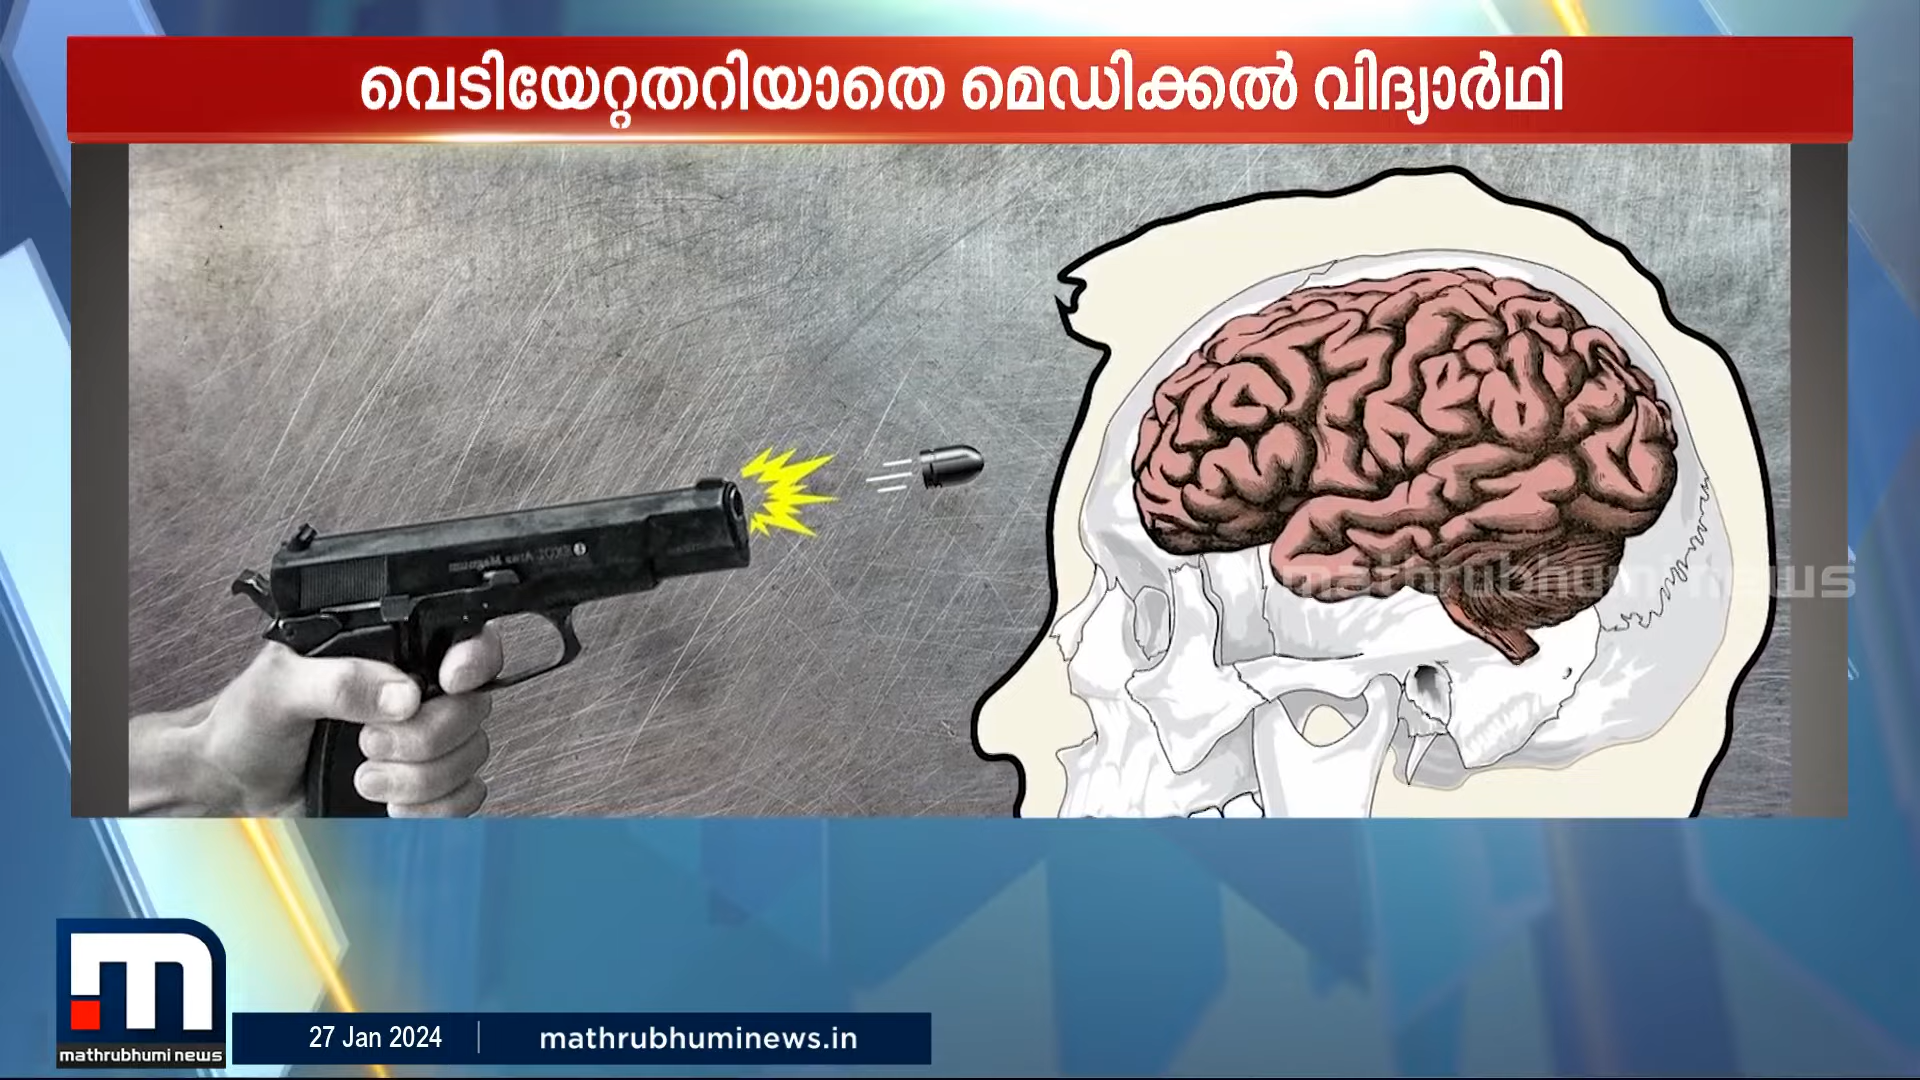 വെടിയേറ്റതറിയാതെ മെഡിക്കൽ വിദ്യാർഥി
mathrubhumi news
mathrubhumi news
27 Jan 2024
mathrubhuminews.in